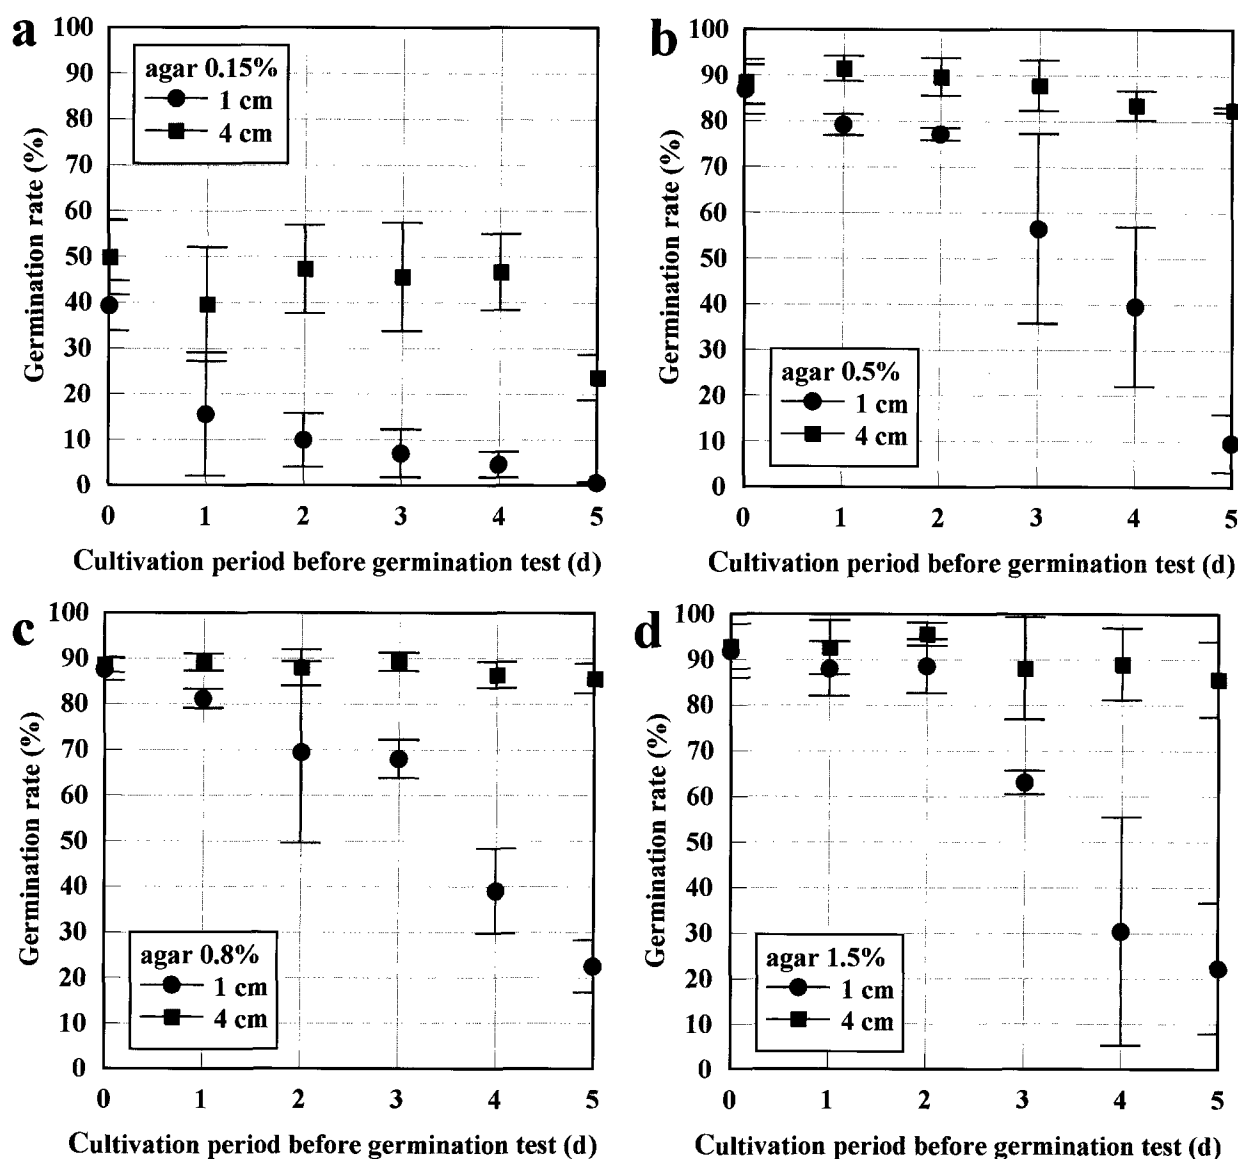 a
100
90
80
70
60
50
40
30
20
10
0
Germination rate (%)
agar 0.15%
1 cm
4 cm
0 1 2 3 4 5
Cultivation period before germination test (d)
b
100
90
80
70
60
50
40
30
20
10
0
Germination rate (%)
agar 0.5%
1 cm
4 cm
0 1 2 3 4 5
Cultivation period before germination test (d)
c
100
90
80
70
60
50
40
30
20
10
0
Germination rate (%)
agar 0.8%
1 cm
4 cm
0 1 2 3 4 5
Cultivation period before germination test (d)
d
100
90
80
70
60
50
40
30
20
10
0
Germination rate (%)
agar 1.5%
1 cm
4 cm
0 1 2 3 4 5
Cultivation period before germination test (d)